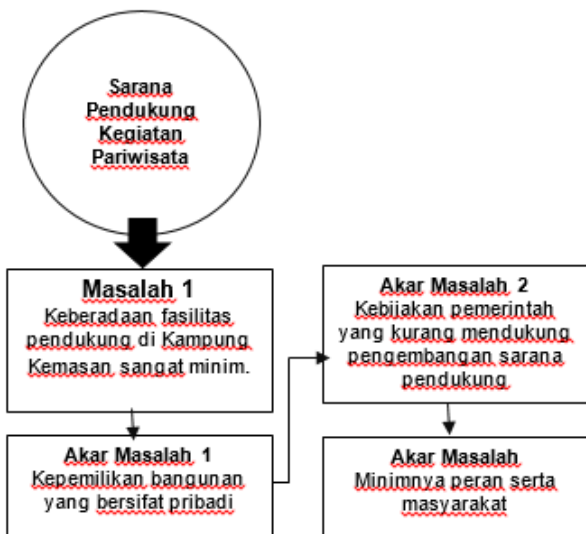 Sarana
Pendukung
Kegiatan
Pariwisata
Masalah 1
Keberadaan fasilitas
pendukung di Kampung
Kemasan sangat minim.
Akar Masalah 1
Kepemilikan bangunan
yang bersifat pribadi
Akar Masalah 2
Kebijakan pemerintah
yang kurang mendukung
pengembangan sarana
pendukung
Akar Masalah
Minimnya peran serta
masyarakat